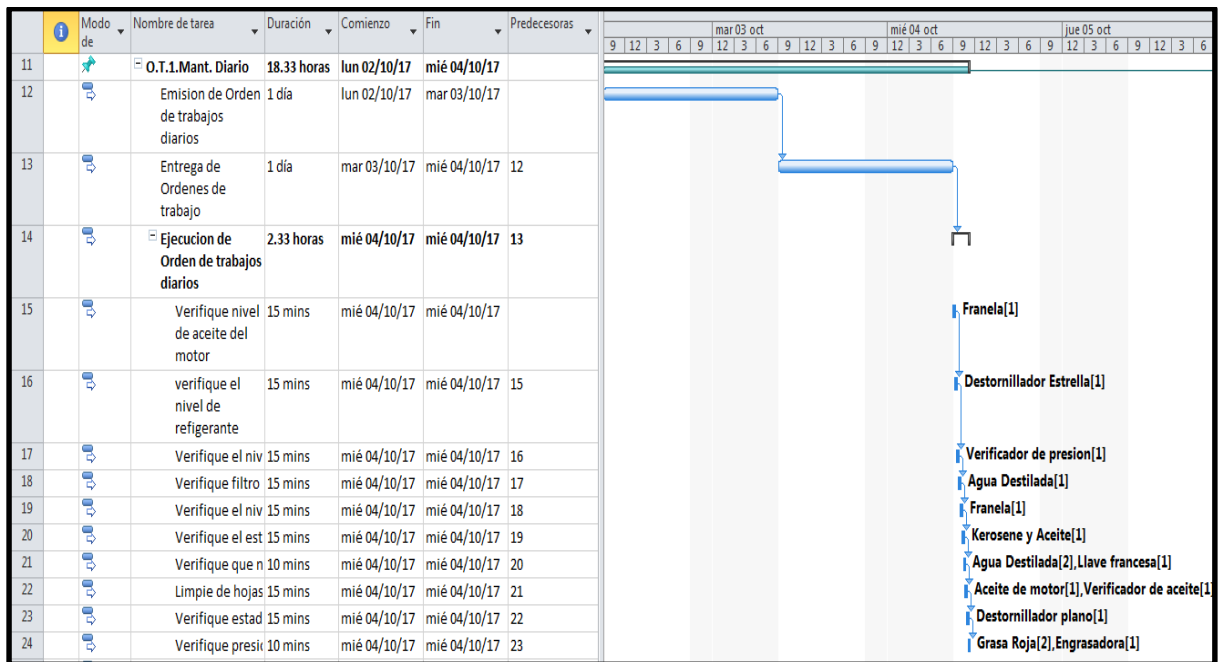 Modo de Nombre de tarea Duración Comienzo Fin Predecesoras
mar 03 oct mié 04 oct jue 05 oct
9 12 3 6 9 12 3 6 9 12 3 6 9 12 3 6 9 12 3 6 9 12 3 6 9 12 3 6
11 O.T.1.Mant. Diario 18.33 horas lun 02/10/17 mié 04/10/17
12 Emision de Orden 1 día lun 02/10/17 mar 03/10/17
de trabajos
diarios
13 Entrega de 1 día mar 03/10/17 mié 04/10/17 12
Ordenes de
trabajo
14 Ejecucion de 2.33 horas mié 04/10/17 mié 04/10/17 13
Orden de trabajos
diarios
15 Verifique nivel 15 mins mié 04/10/17 mié 04/10/17 Franela[1]
de aceite del
motor
16 verifique el 15 mins mié 04/10/17 mié 04/10/17 15 Destornillador Estrella[1]
nivel de
refigerante
17 Verifique el niv 15 mins mié 04/10/17 mié 04/10/17 16 Verificador de presion[1]
18 Verifique filtro 15 mins mié 04/10/17 mié 04/10/17 17 Agua Destilada[1]
19 Verifique el niv 15 mins mié 04/10/17 mié 04/10/17 18 Franela[1]
20 Verifique el est 15 mins mié 04/10/17 mié 04/10/17 19 Kerosene y Aceite[1]
21 Verifique que n 10 mins mié 04/10/17 mié 04/10/17 20 Agua Destilada[2],Llave francesa[1]
22 Limpie de hojas 15 mins mié 04/10/17 mié 04/10/17 21 Aceite de motor[1],Verificador de aceite[1]
23 Verifique estad 15 mins mié 04/10/17 mié 04/10/17 22 Destornillador plano[1]
24 Verifique presic 10 mins mié 04/10/17 mié 04/10/17 23 Grasa Roja[2],Engrasadora[1]